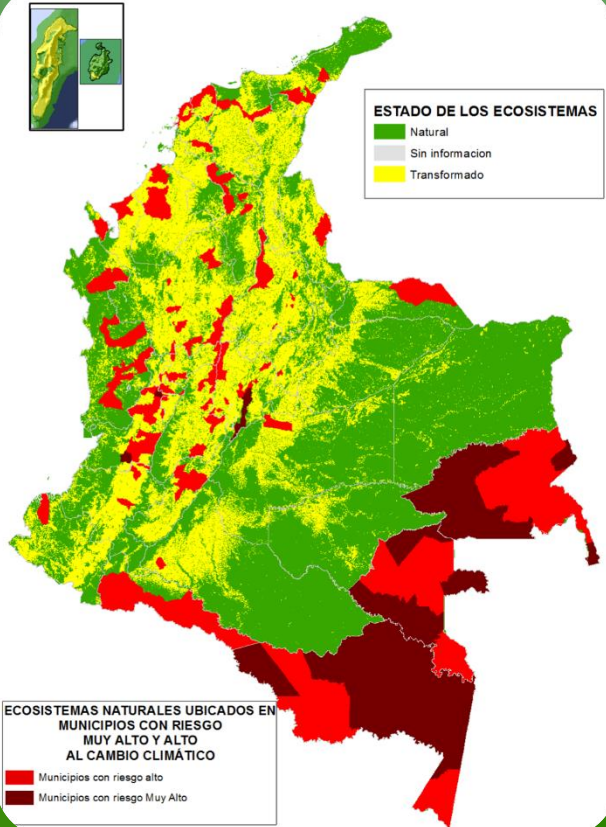 ESTADO DE LOS ECOSISTEMAS
Natural
Sin informacion
Transformado
ECOSISTEMAS NATURALES UBICADOS EN
MUNICIPIOS CON RIESGO
MUY ALTO Y ALTO
AL CAMBIO CLIMÁTICO
Municipios con riesgo alto
Municipios con riesgo Muy Alto